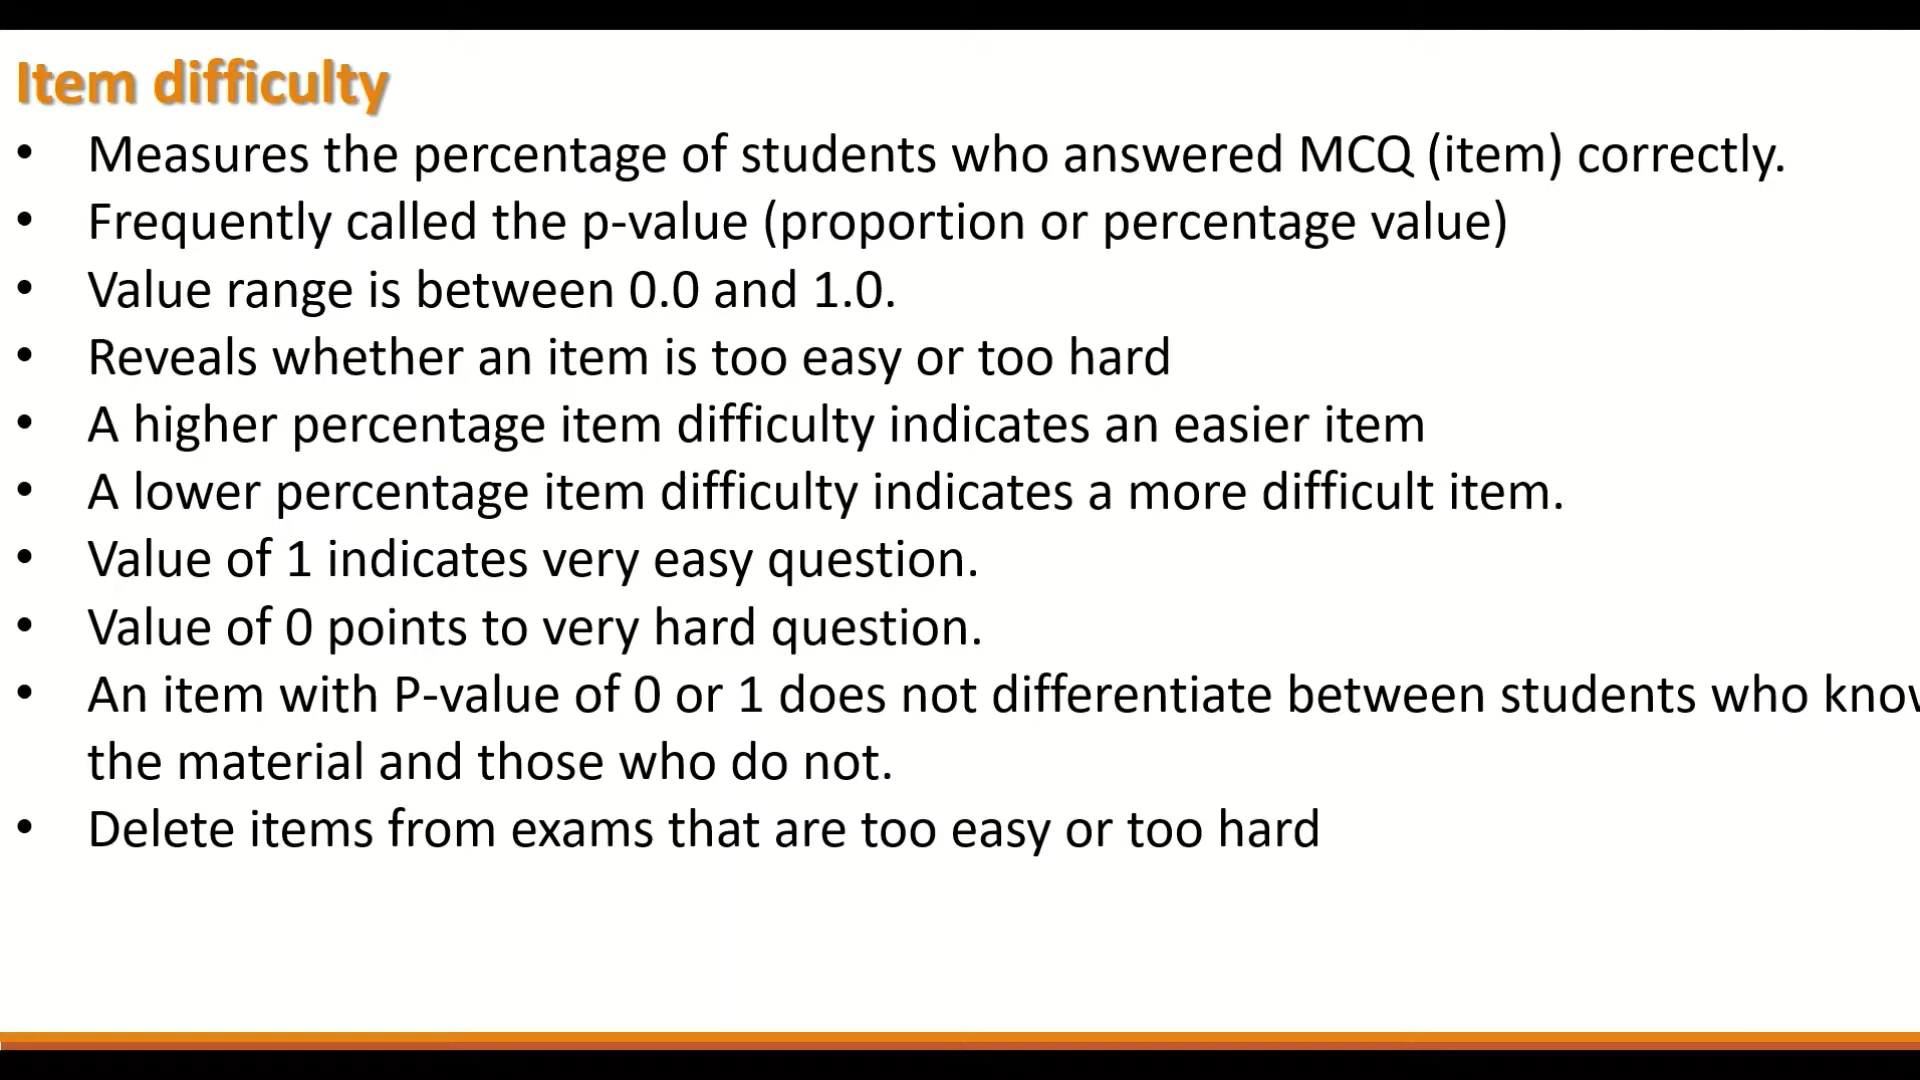 Item difficulty
• Measures the percentage of students who answered MCQ (item) correctly.
• Frequently called the p-value (proportion or percentage value)
• Value range is between 0.0 and 1.0.
• Reveals whether an item is too easy or too hard
• A higher percentage item difficulty indicates an easier item
• A lower percentage item difficulty indicates a more difficult item.
• Value of 1 indicates very easy question.
• Value of 0 points to very hard question.
• An item with P-value of 0 or 1 does not differentiate between students who know
the material and those who do not.
• Delete items from exams that are too easy or too hard